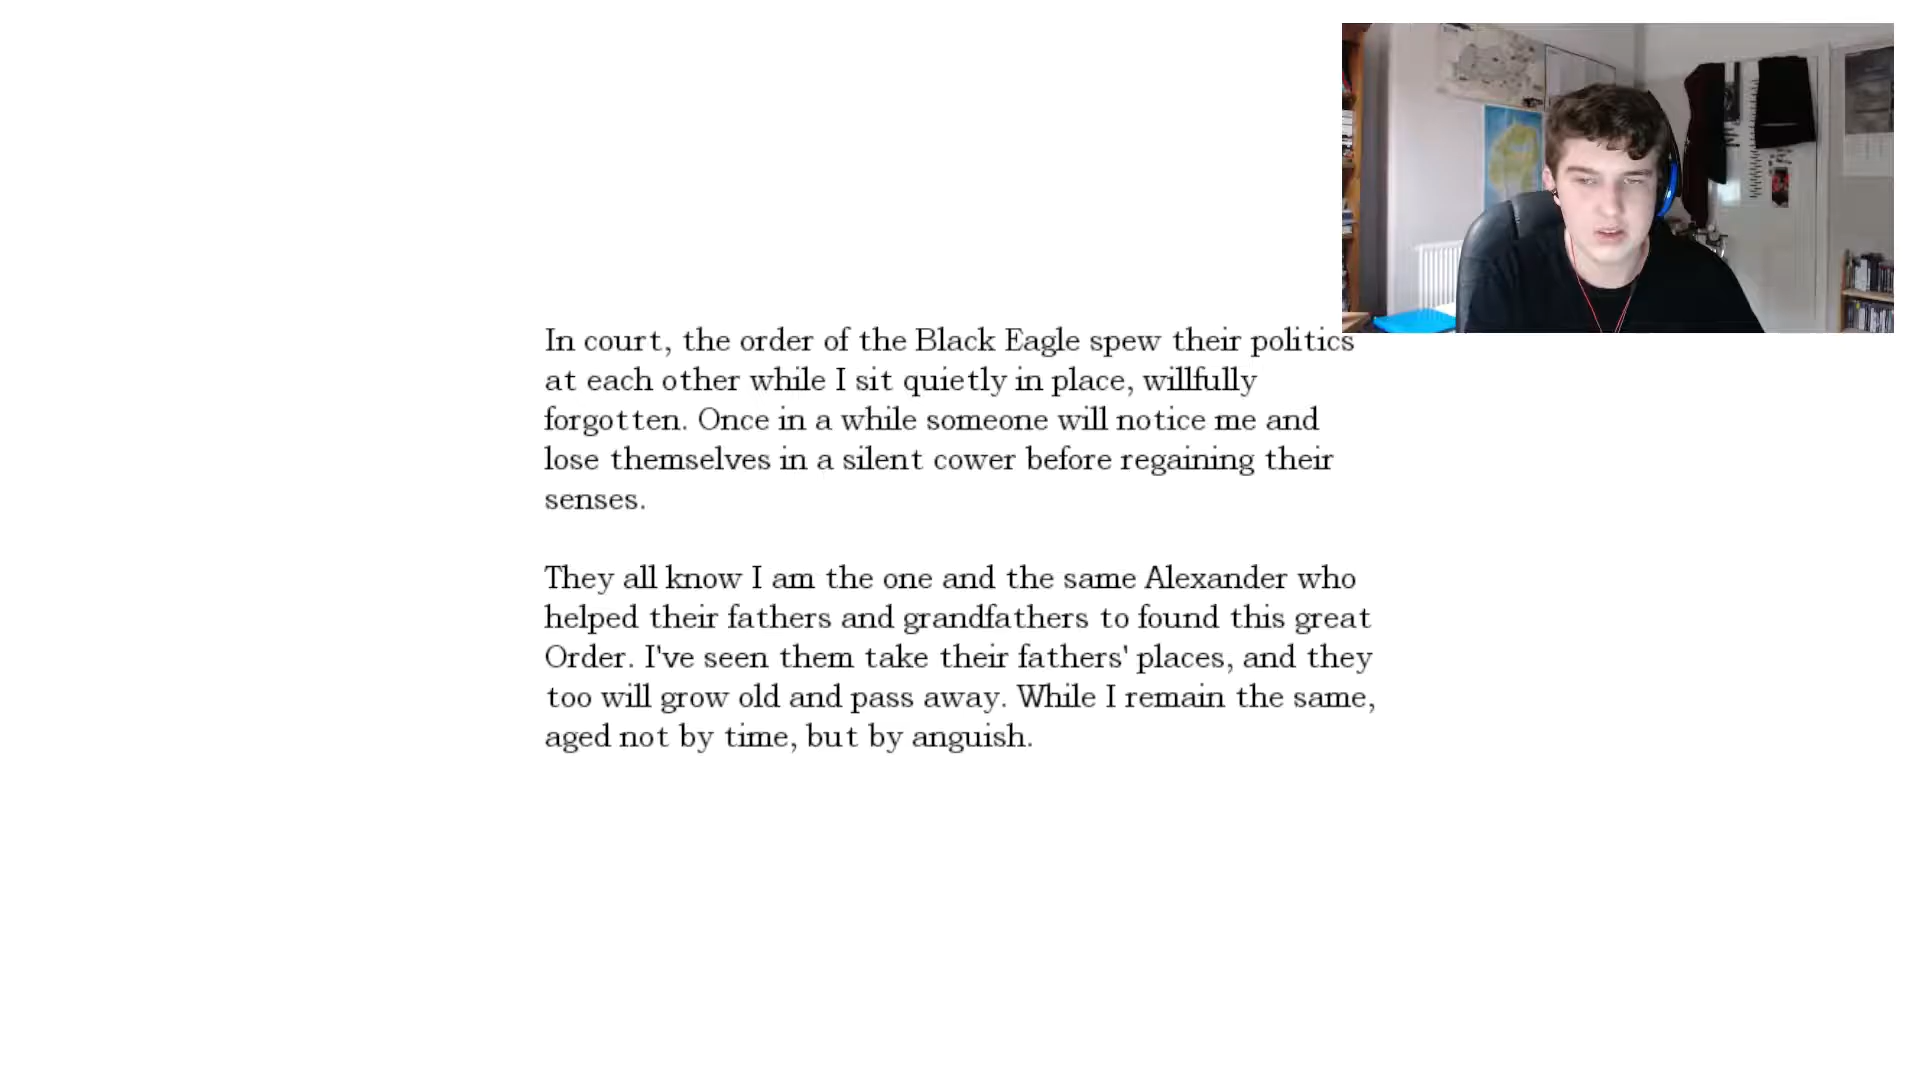 In court, the order of the Black Eagle spew their politics
at each other while I sit quietly in place, willfully
forgotten. Once in a while someone will notice me and
lose themselves in a silent cower before regaining their
senses.
They all know I am the one and the same Alexander who
helped their fathers and grandfathers to found this great
Order. I've seen them take their fathers' places, and they
too will grow old and pass away. While I remain the same,
aged not by time, but by anguish.